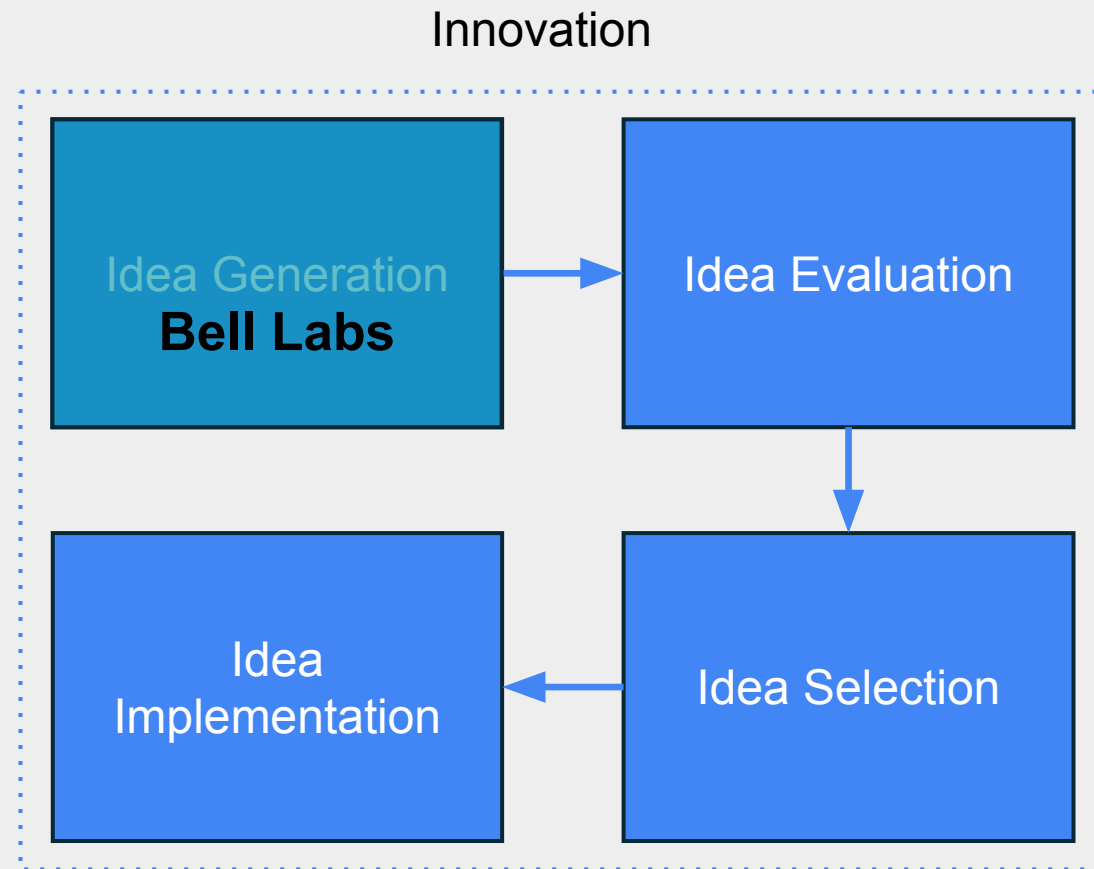 Innovation
Idea Generation
Bell Labs
Idea Evaluation
Idea
Implementation
Idea Selection